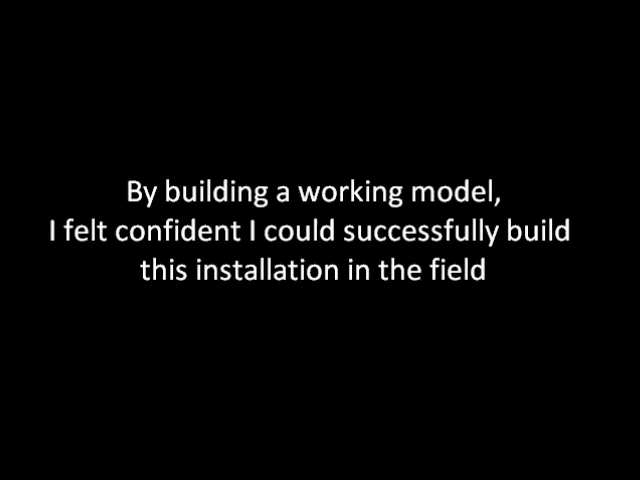 By building a working model,
I felt confident I could successfully build
this installation in the field